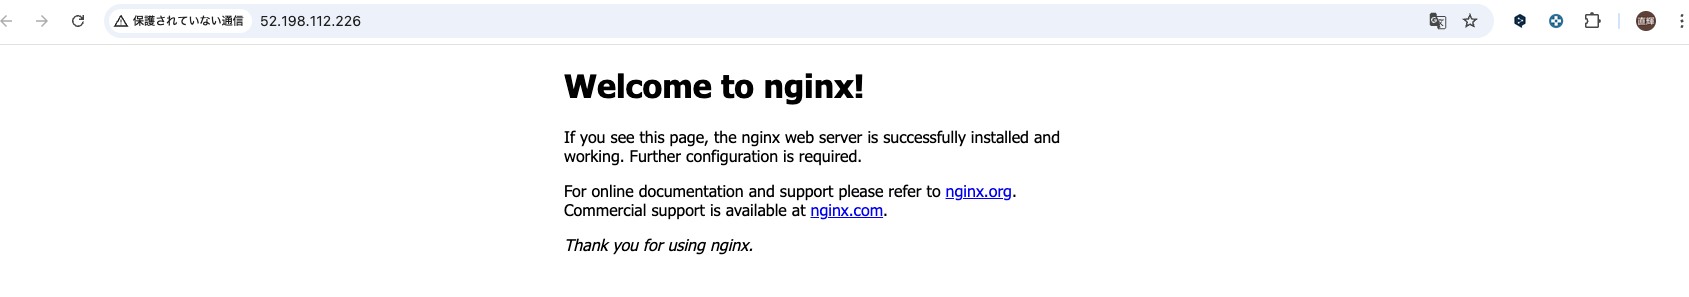 保護されていない通信 52.198.112.226
直輝
Welcome to nginx!
If you see this page, the nginx web server is successfully installed and
working. Further configuration is required.
For online documentation and support please refer to nginx.org.
Commercial support is available at nginx.com.
Thank you for using nginx.